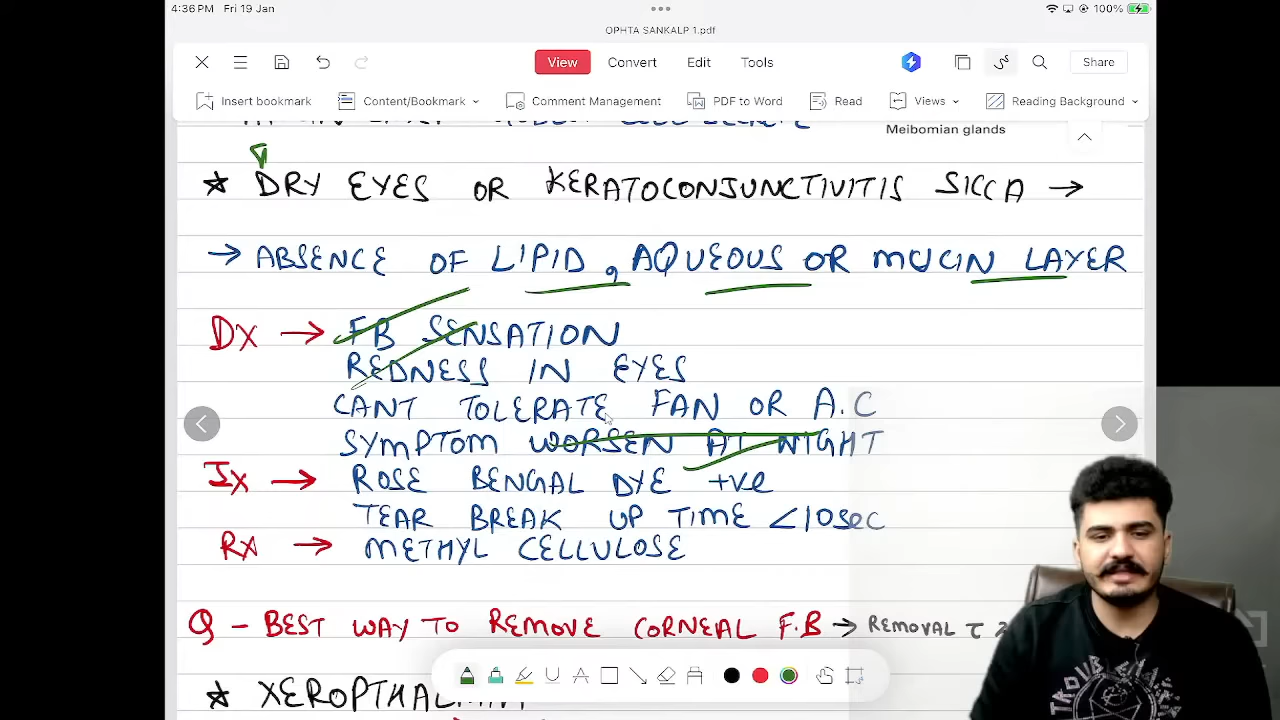 4:36 PM Fri 19 Jan
100%
OPHTA SANKALP 1.pdf
View Convert Edit Tools Share
Insert bookmark Content/Bookmark Comment Management PDF to Word Read Views Reading Background
Meibomian glands
★ DRY EYES OR KERATOCONJUNCTIVITIS SICCA →
→ ABSENCE OF LIPID, AQUEOUS OR MUCIN LAYER
DX → FB SENSATION
REDNESS IN EYES
CANT TOLERATE FAN OR A.C
SYMPTOM WORSEN AT NIGHT
IX → ROSE BENGAL DYE +ve
TEAR BREAK UP TIME <10sec
RX → METHYL CELLULOSE
Q - BEST WAY TO REMOVE CORNEAL F.B → REMOVAL
★